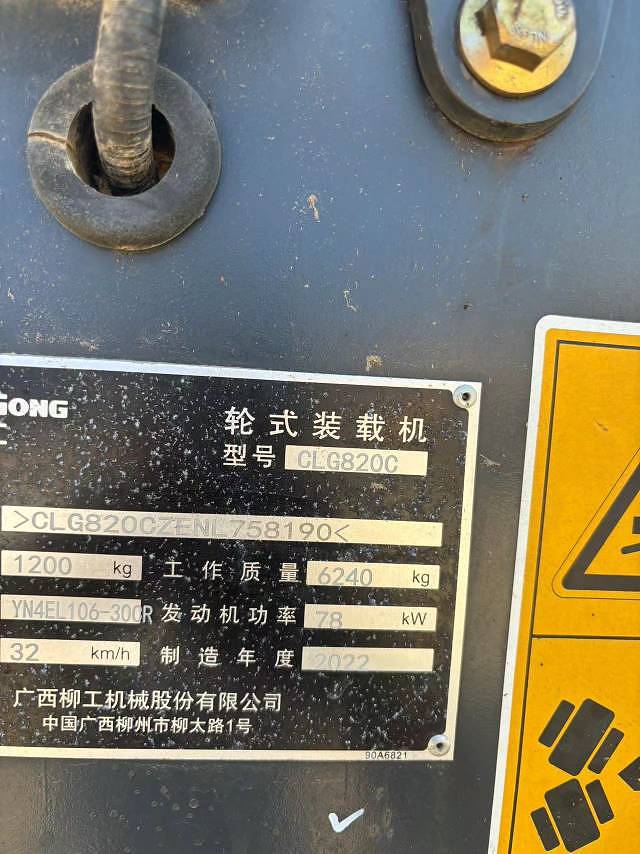 GONG
轮式装载机
型号 CLG820C
>CLG820CZENL758190<
1200 kg 工作质量 6240 kg
YN4EL106-30CR 发动机功率 78 kW
32 km/h 制造年度 2022
广西柳工机械股份有限公司
中国广西柳州市柳太路1号
90A6821